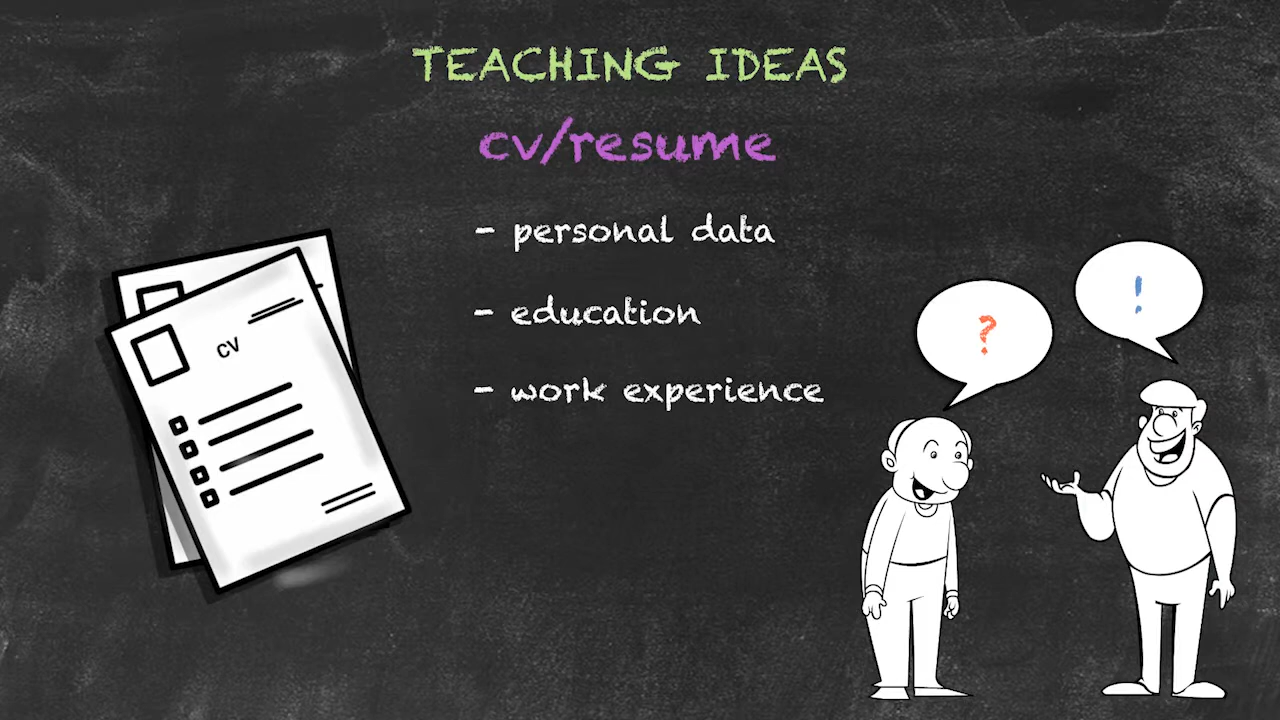 TEACHING IDEAS
cv/resume
- personal data
- education
- work experience
CV
?
!